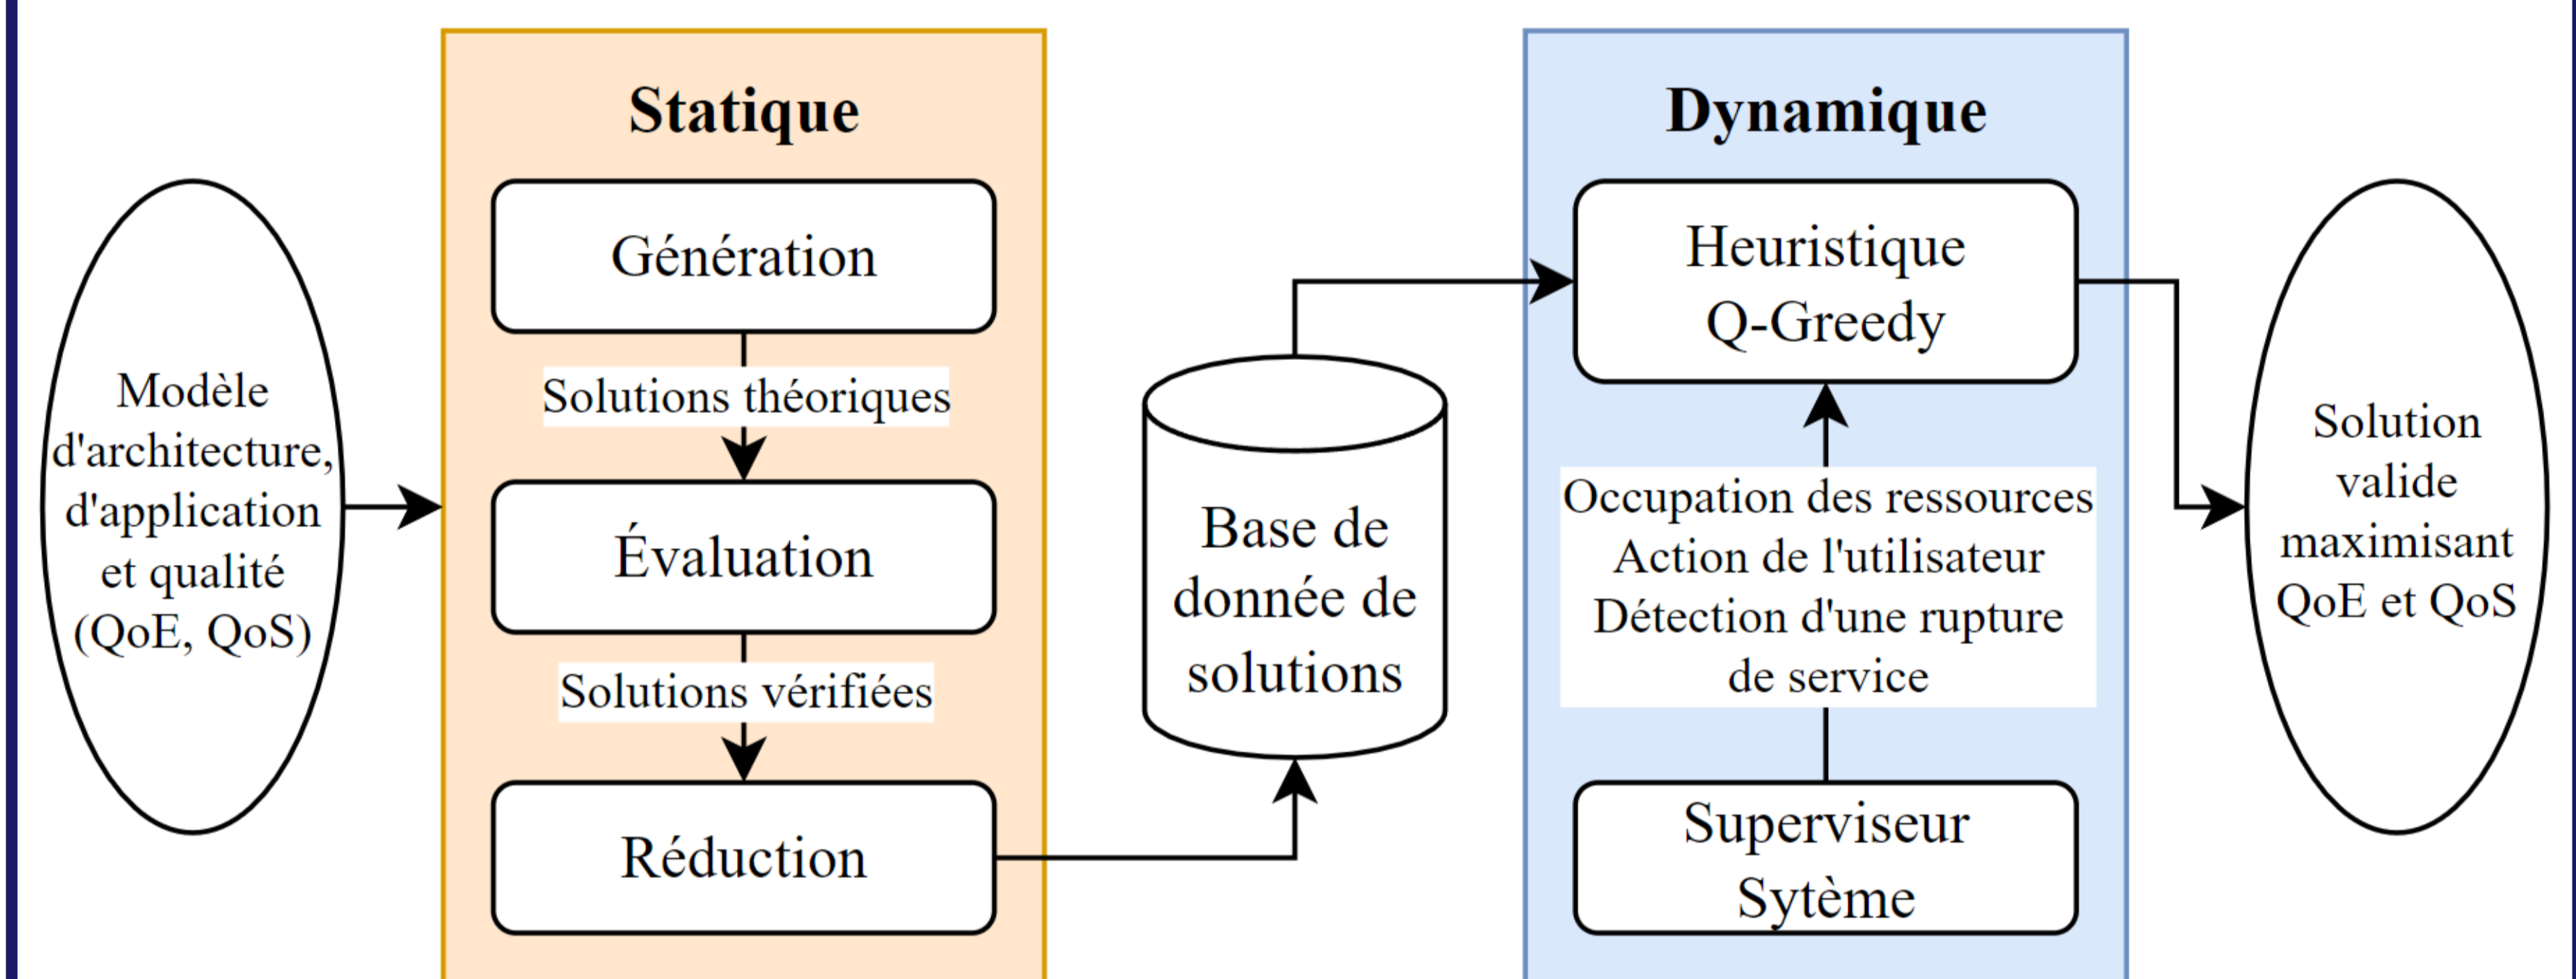 Modèle
d'architecture,
d'application
et qualité
(QoE, QoS)
Statique
Génération
Solutions théoriques
Évaluation
Solutions vérifiées
Réduction
Base de
donnée de
solutions
Dynamique
Heuristique
Q-Greedy
Occupation des ressources
Action de l'utilisateur
Détection d'une rupture
de service
Superviseur
Sytème
Solution
valide
maximisant
QoE et QoS